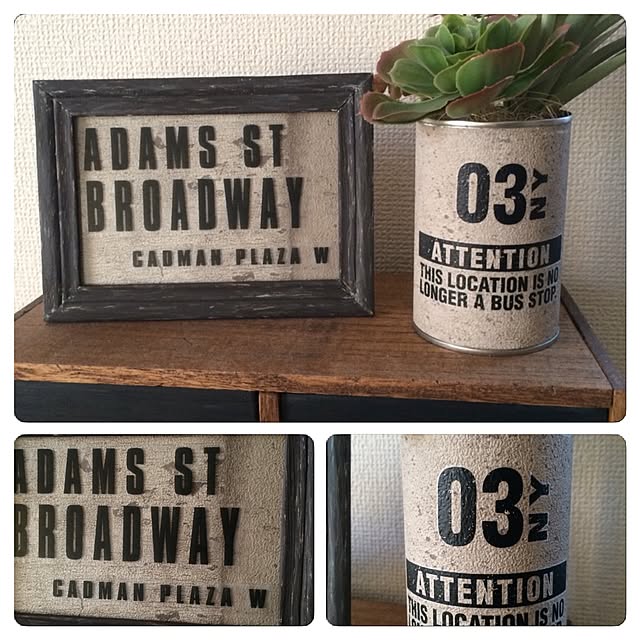 ADAMS ST
BROADWAY
CADMAN PLAZA W
03 NY
ATTENTION
THIS LOCATION IS NO
LONGER A BUS STOP.
ADAMS ST
BROADWAY
CADMAN PLAZA W
03 NY
ATTENTION
THIS LOCATION IS NO